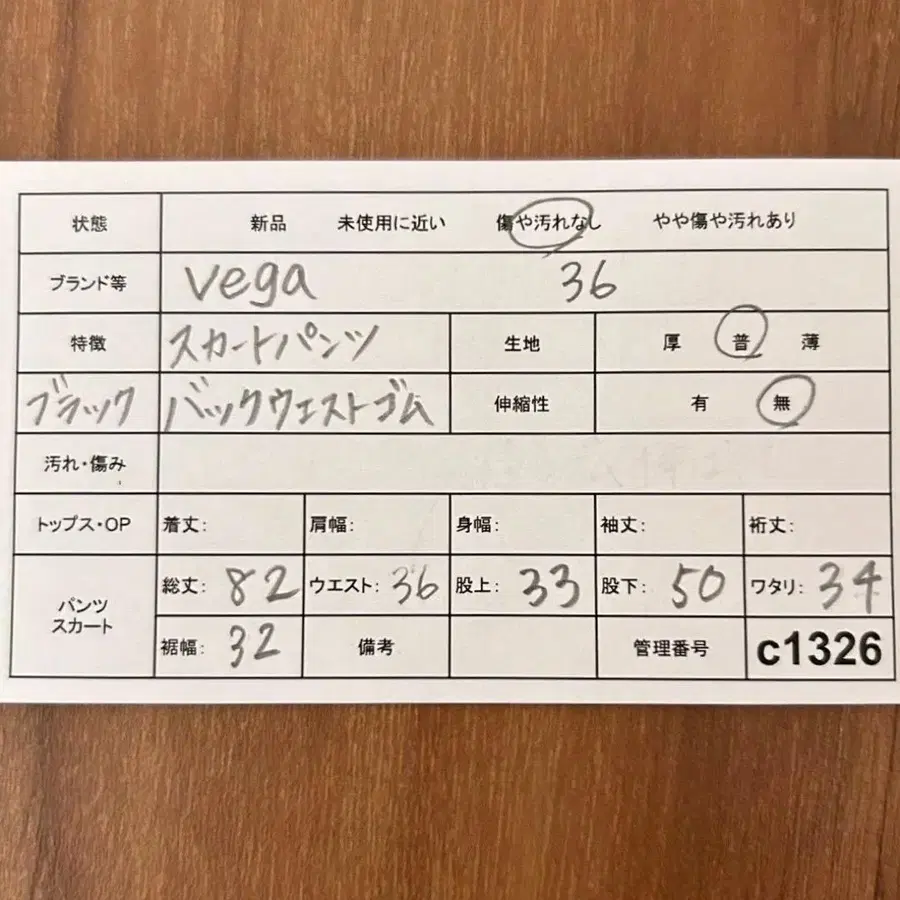 状態 新品 未使用に近い 傷や汚れなし やや傷や汚れあり
ブランド等 vega 36
特徴 スカートパンツ 生地 厚 普 薄
ブラック バックウエストゴム 伸縮性 有 無
汚れ・傷み
トップス・OP 着丈: 肩幅: 身幅: 袖丈: 裄丈:
パンツ スカート 総丈: 82 ウエスト: 36 股上: 33 股下: 50 ワタリ: 34
裾幅: 32 備考 管理番号 c1326